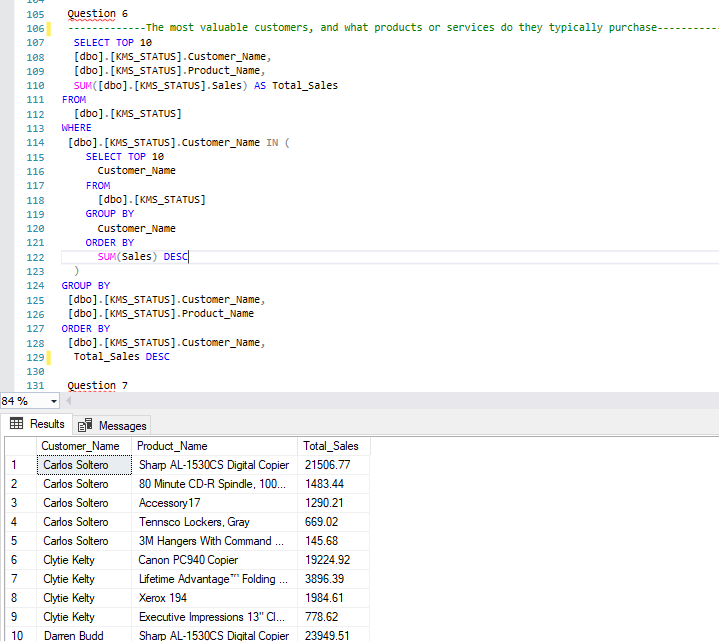 105 Question 6
106 -------------The most valuable customers, and what products or services do they typically purchase----------
107 SELECT TOP 10
108 [dbo].[KMS_STATUS].Customer_Name,
109 [dbo].[KMS_STATUS].Product_Name,
110 SUM([dbo].[KMS_STATUS].Sales) AS Total_Sales
111 FROM
112 [dbo].[KMS_STATUS]
113 WHERE
114 [dbo].[KMS_STATUS].Customer_Name IN (
115 SELECT TOP 10
116 Customer_Name
117 FROM
118 [dbo].[KMS_STATUS]
119 GROUP BY
120 Customer_Name
121 ORDER BY
122 SUM(Sales) DESC
123 )
124 GROUP BY
125 [dbo].[KMS_STATUS].Customer_Name,
126 [dbo].[KMS_STATUS].Product_Name
127 ORDER BY
128 [dbo].[KMS_STATUS].Customer_Name,
129 Total_Sales DESC
130
131 Question 7
84 %
Results Messages
Customer_Name Product_Name Total_Sales
1 Carlos Soltero Sharp AL-1530CS Digital Copier 21506.77
2 Carlos Soltero 80 Minute CD-R Spindle, 100... 1483.44
3 Carlos Soltero Accessory17 1290.21
4 Carlos Soltero Tennsco Lockers, Gray 669.02
5 Carlos Soltero 3M Hangers With Command ... 145.68
6 Clytie Kelty Canon PC940 Copier 19224.92
7 Clytie Kelty Lifetime Advantage™ Folding ... 3896.39
8 Clytie Kelty Xerox 194 1984.61
9 Clytie Kelty Executive Impressions 13" Cl... 778.62
10 Darren Budd Sharp AL-1530CS Digital Copier 23949.51